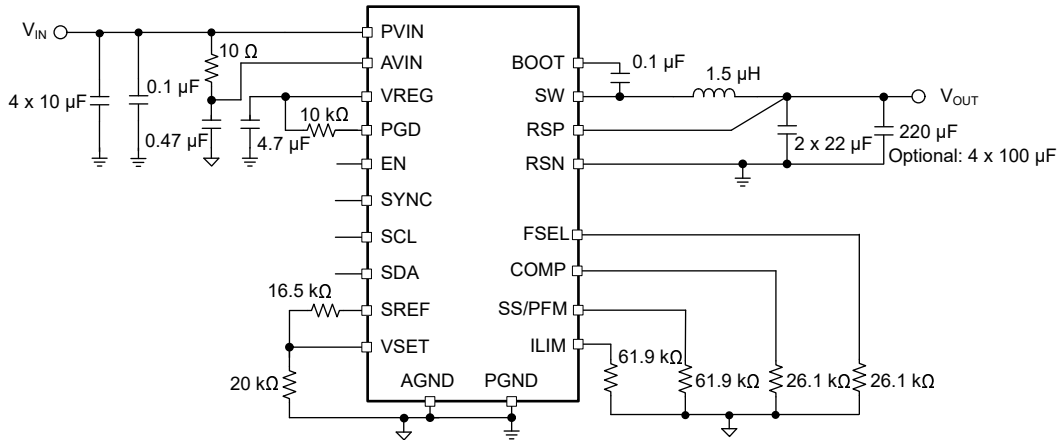 VIN
4 x 10 µF
0.1 µF
10 Ω
0.47 µF
4.7 µF
10 kΩ
16.5 kΩ
20 kΩ
PVIN
AVIN
VREG
PGD
EN
SYNC
SCL
SDA
SREF
VSET
AGND
PGND
BOOT
SW
RSP
RSN
FSEL
COMP
SS/PFM
ILIM
0.1 µF
1.5 µH
VOUT
2 x 22 µF
220 µF
Optional: 4 x 100 µF
61.9 kΩ
61.9 kΩ
26.1 kΩ
26.1 kΩ